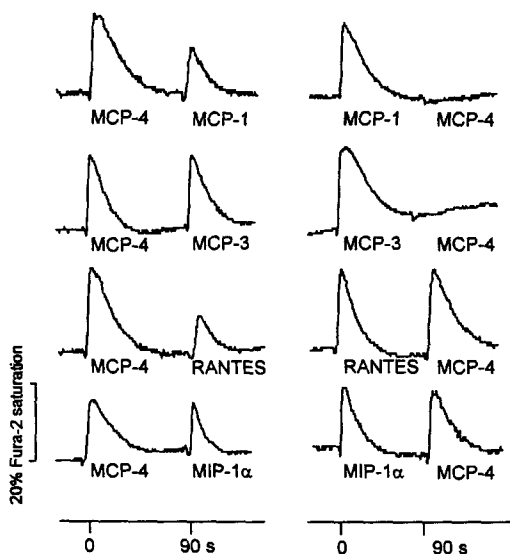 MCP-4 MCP-1 MCP-1 MCP-4
MCP-4 MCP-3 MCP-3 MCP-4
MCP-4 RANTES RANTES MCP-4
MCP-4 MIP-1α MIP-1α MCP-4
20% Fura-2 saturation
0 90 s 0 90 s